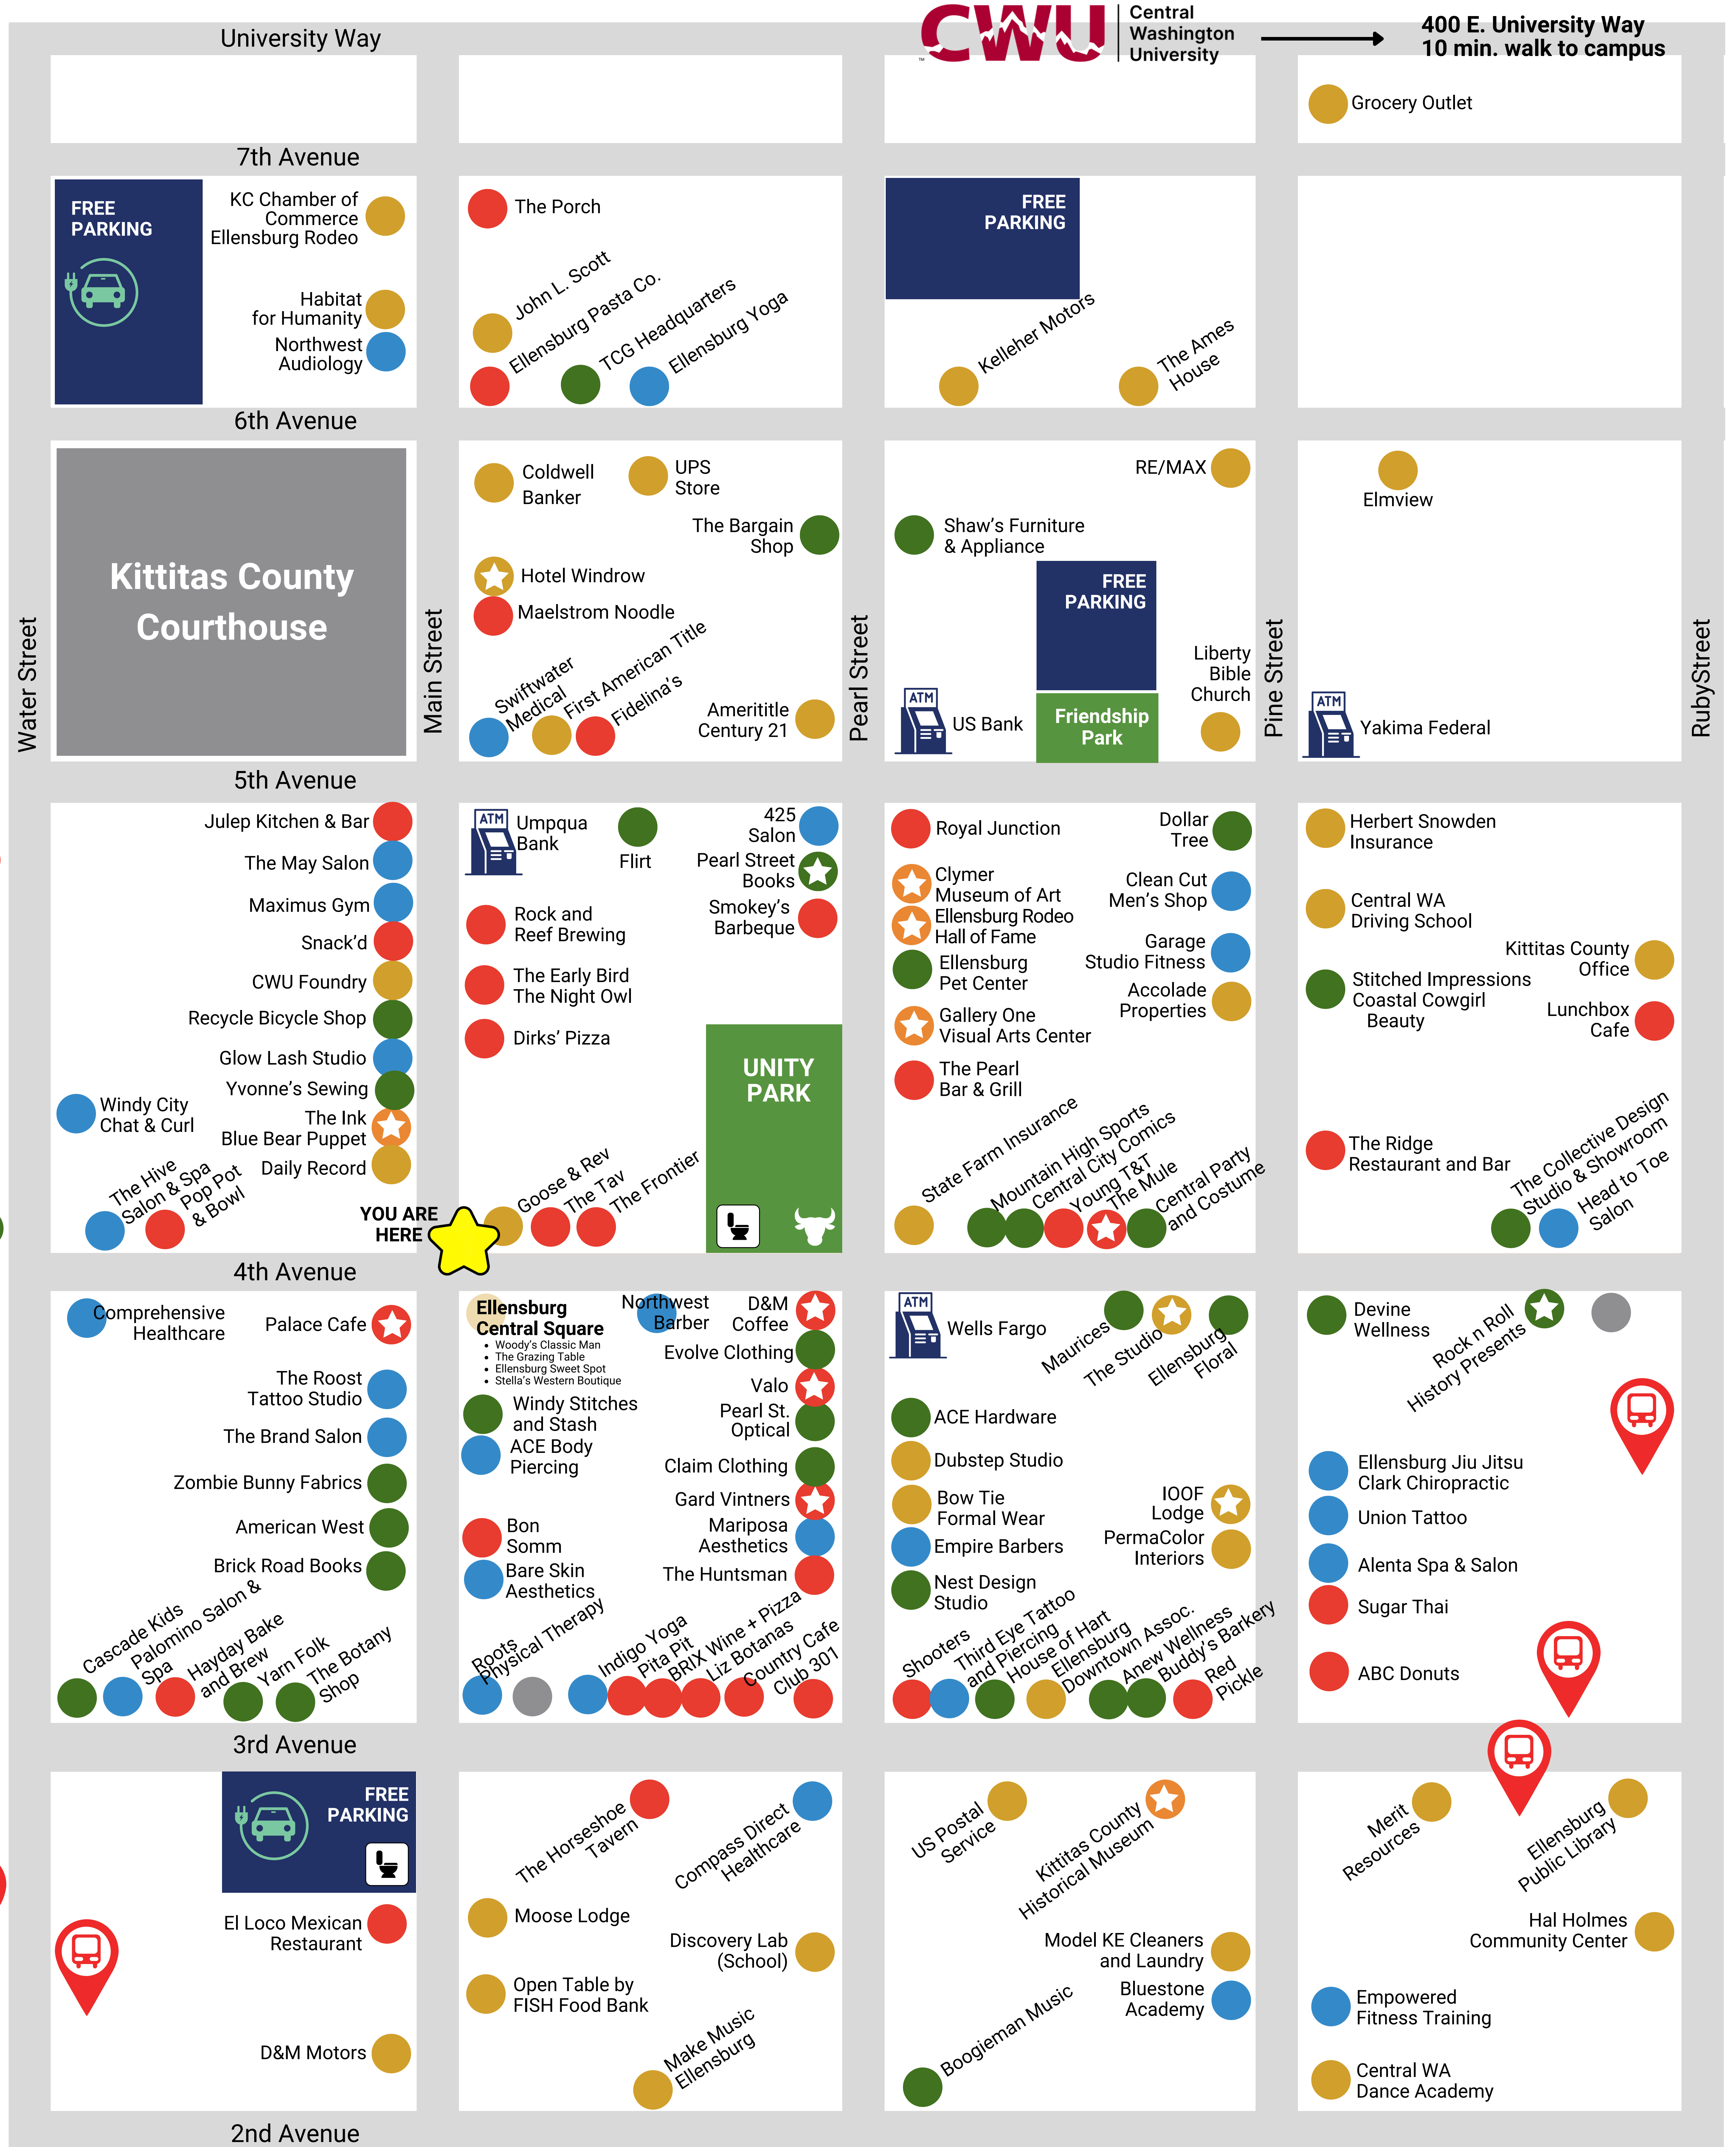 University Way
CWU
TM
Central
Washington
University
400 E. University Way
10 min. walk to campus
Grocery Outlet
7th Avenue
FREE
PARKING
KC Chamber of
Commerce
Ellensburg Rodeo
Habitat
for Humanity
Northwest
Audiology
The Porch
John L. Scott
Ellensburg Pasta Co.
TCG Headquarters
Ellensburg Yoga
FREE
PARKING
Kelleher Motors
The Ames
House
6th Avenue
Water Street
Kittitas County
Courthouse
Main Street
Coldwell
Banker
UPS
Store
The Bargain
Shop
Hotel Windrow
Maelstrom Noodle
Swiftwater
Medical
First American Title
Fidelina's
Amerititle
Century 21
Pearl Street
RE/MAX
Shaw's Furniture
& Appliance
FREE
PARKING
Liberty
Bible
Church
ATM
US Bank
Friendship
Park
Pine Street
Elmview
ATM
Yakima Federal
RubyStreet
5th Avenue
Julep Kitchen & Bar
The May Salon
Maximus Gym
Snack'd
CWU Foundry
Recycle Bicycle Shop
Glow Lash Studio
Yvonne's Sewing
Windy City
Chat & Curl
The Ink
Blue Bear Puppet
Daily Record
The Hive
Salon & Spa
Pop Pot
& Bowl
ATM
Umpqua
Bank
Flirt
425
Salon
Pearl Street
Books
Smokey's
Barbeque
Rock and
Reef Brewing
The Early Bird
The Night Owl
Dirks' Pizza
UNITY
PARK
YOU ARE
HERE
Goose & Rev
The Tav
The Frontier
Royal Junction
Dollar
Tree
Clymer
Museum of Art
Ellensburg Rodeo
Hall of Fame
Clean Cut
Men's Shop
Ellensburg
Pet Center
Garage
Studio Fitness
Accolade
Properties
Gallery One
Visual Arts Center
The Pearl
Bar & Grill
State Farm Insurance
Mountain High Sports
Central City Comics
Young T&T
The Mule
Central Party
and Costume
Herbert Snowden
Insurance
Central WA
Driving School
Kittitas County
Office
Stitched Impressions
Coastal Cowgirl
Beauty
Lunchbox
Cafe
The Ridge
Restaurant and Bar
The Collective Design
Studio & Showroom
Head to Toe
Salon
4th Avenue
Comprehensive
Healthcare
Palace Cafe
The Roost
Tattoo Studio
The Brand Salon
Zombie Bunny Fabrics
American West
Brick Road Books
Cascade Kids
Palomino Salon &
Spa
Hayday Bake
and Brew
Yarn Folk
The Botany
Shop
Ellensburg
Central Square
• Woody's Classic Man
• The Grazing Table
• Ellensburg Sweet Spot
• Stella's Western Boutique
Northwest
Barber
D&M
Coffee
Evolve Clothing
Valo
Pearl St.
Optical
Windy Stitches
and Stash
ACE Body
Piercing
Claim Clothing
Gard Vintners
Bon
Somm
Mariposa
Aesthetics
Bare Skin
Aesthetics
The Huntsman
Roots
Physical Therapy
Indigo Yoga
Pita Pit
BRIX Wine + Pizza
Liz Botanas
Country Cafe
Club 301
ATM
Wells Fargo
Maurices
The Studio
Ellensburg
Floral
ACE Hardware
Dubstep Studio
Bow Tie
Formal Wear
IOOF
Lodge
Empire Barbers
PermaColor
Interiors
Nest Design
Studio
Shooters
Third Eye Tattoo
and Piercing
House of Hart
Ellensburg
Downtown Assoc.
Anew Wellness
Buddy's Barkery
Red
Pickle
Devine
Wellness
Rock n Roll
History Presents
Ellensburg Jiu Jitsu
Clark Chiropractic
Union Tattoo
Alenta Spa & Salon
Sugar Thai
ABC Donuts
3rd Avenue
FREE
PARKING
El Loco Mexican
Restaurant
D&M Motors
The Horseshoe
Tavern
Compass Direct
Healthcare
Moose Lodge
Discovery Lab
(School)
Open Table by
FISH Food Bank
Make Music
Ellensburg
US Postal
Service
Kittitas County
Historical Museum
Model KE Cleaners
and Laundry
Bluestone
Academy
Boogieman Music
Merit
Resources
Ellensburg
Public Library
Hal Holmes
Community Center
Empowered
Fitness Training
Central WA
Dance Academy
2nd Avenue